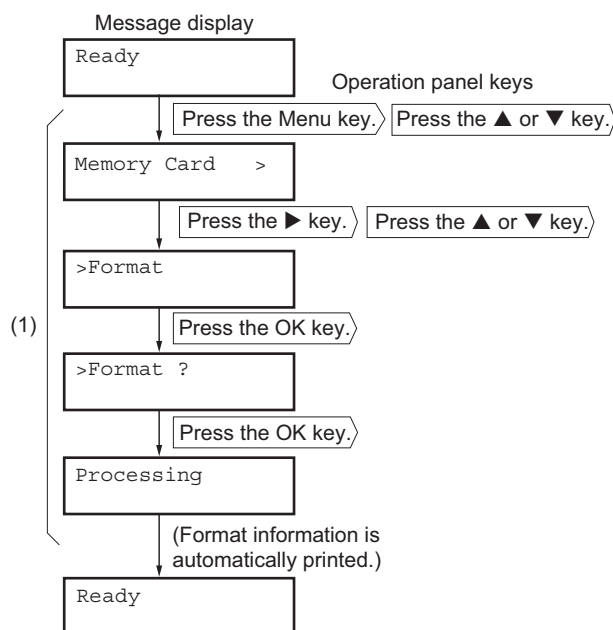 Message display
Ready
Operation panel keys
Press the Menu key. Press the ▲ or ▼ key.
Memory Card >
Press the ▶ key. Press the ▲ or ▼ key.
>Format
(1)
Press the OK key.
>Format ?
Press the OK key.
Processing
(Format information is
automatically printed.)
Ready